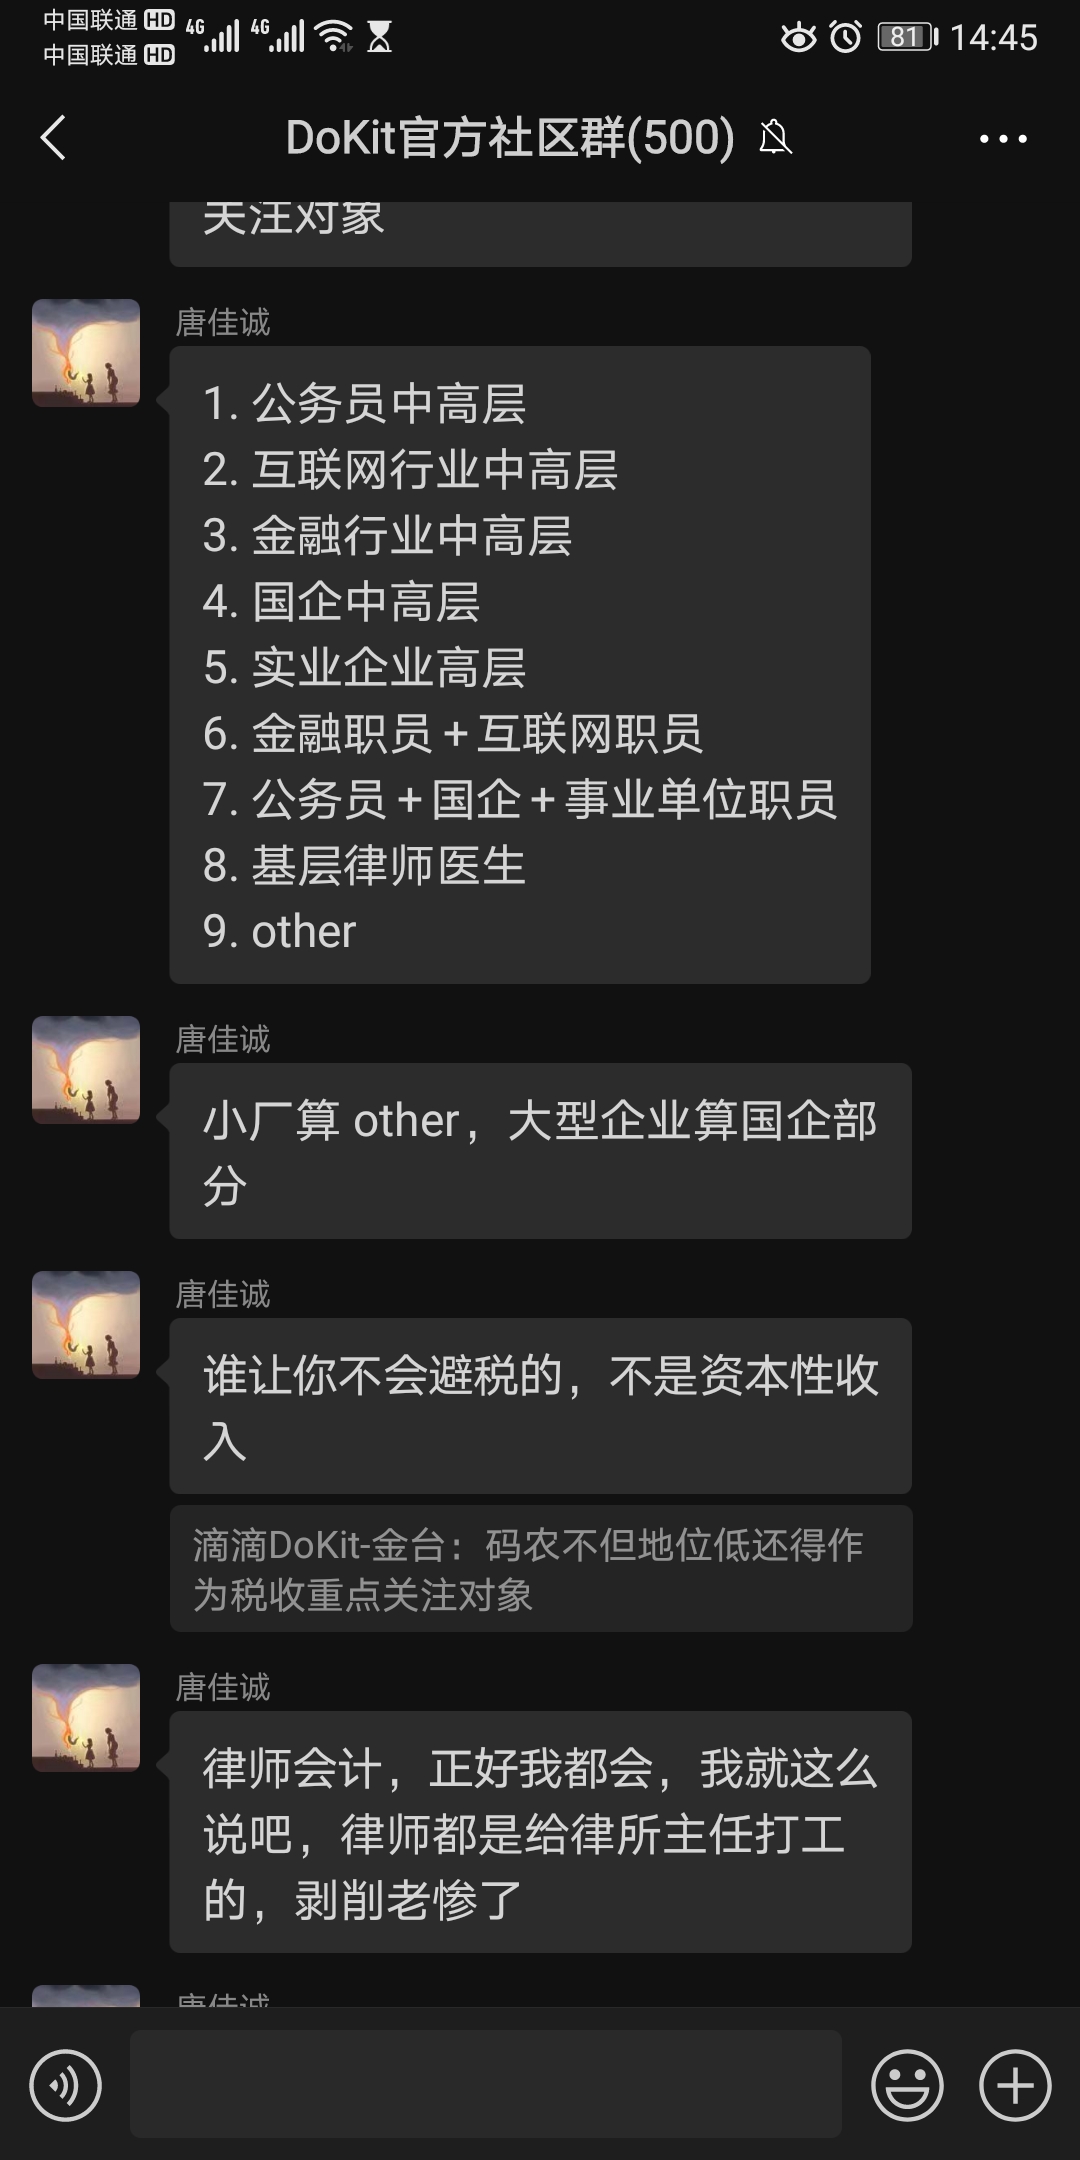 中国联通 HD 4G 4G 81 14:45
中国联通 HD
DoKit官方社区群(500)
关注对象
唐佳诚
1. 公务员中高层
2. 互联网行业中高层
3. 金融行业中高层
4. 国企中高层
5. 实业企业高层
6. 金融职员+互联网职员
7. 公务员+国企+事业单位职员
8. 基层律师医生
9. other
唐佳诚
小厂算 other，大型企业算国企部
分
唐佳诚
谁让你不会避税的，不是资本性收
入
滴滴DoKit-金台：码农不但地位低还得作
为税收重点关注对象
唐佳诚
律师会计，正好我都会，我就这么
说吧，律师都是给律所主任打工
的，剥削老惨了
唐佳诚